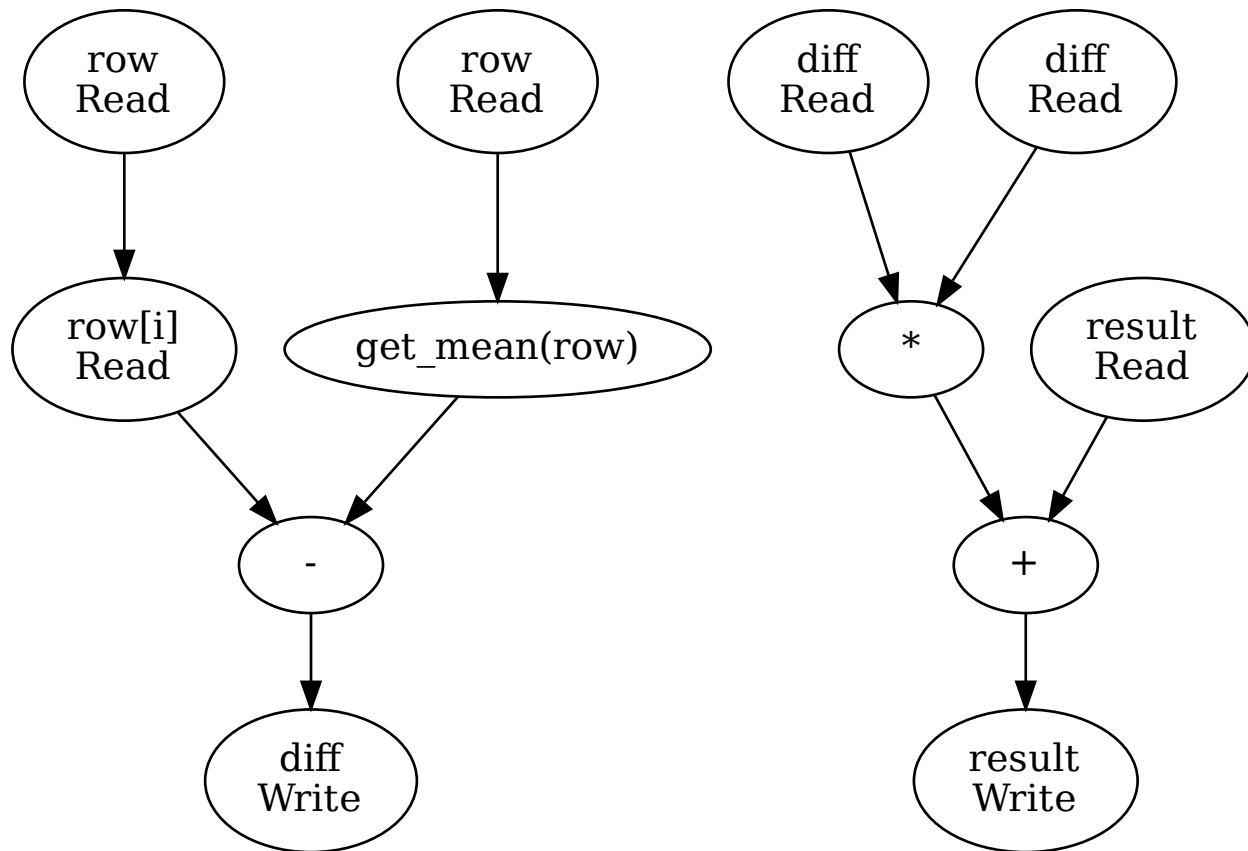 row
Read
row
Read
diff
Read
diff
Read
row[i]
Read
get_mean(row)
*
result
Read
-
+
diff
Write
result
Write